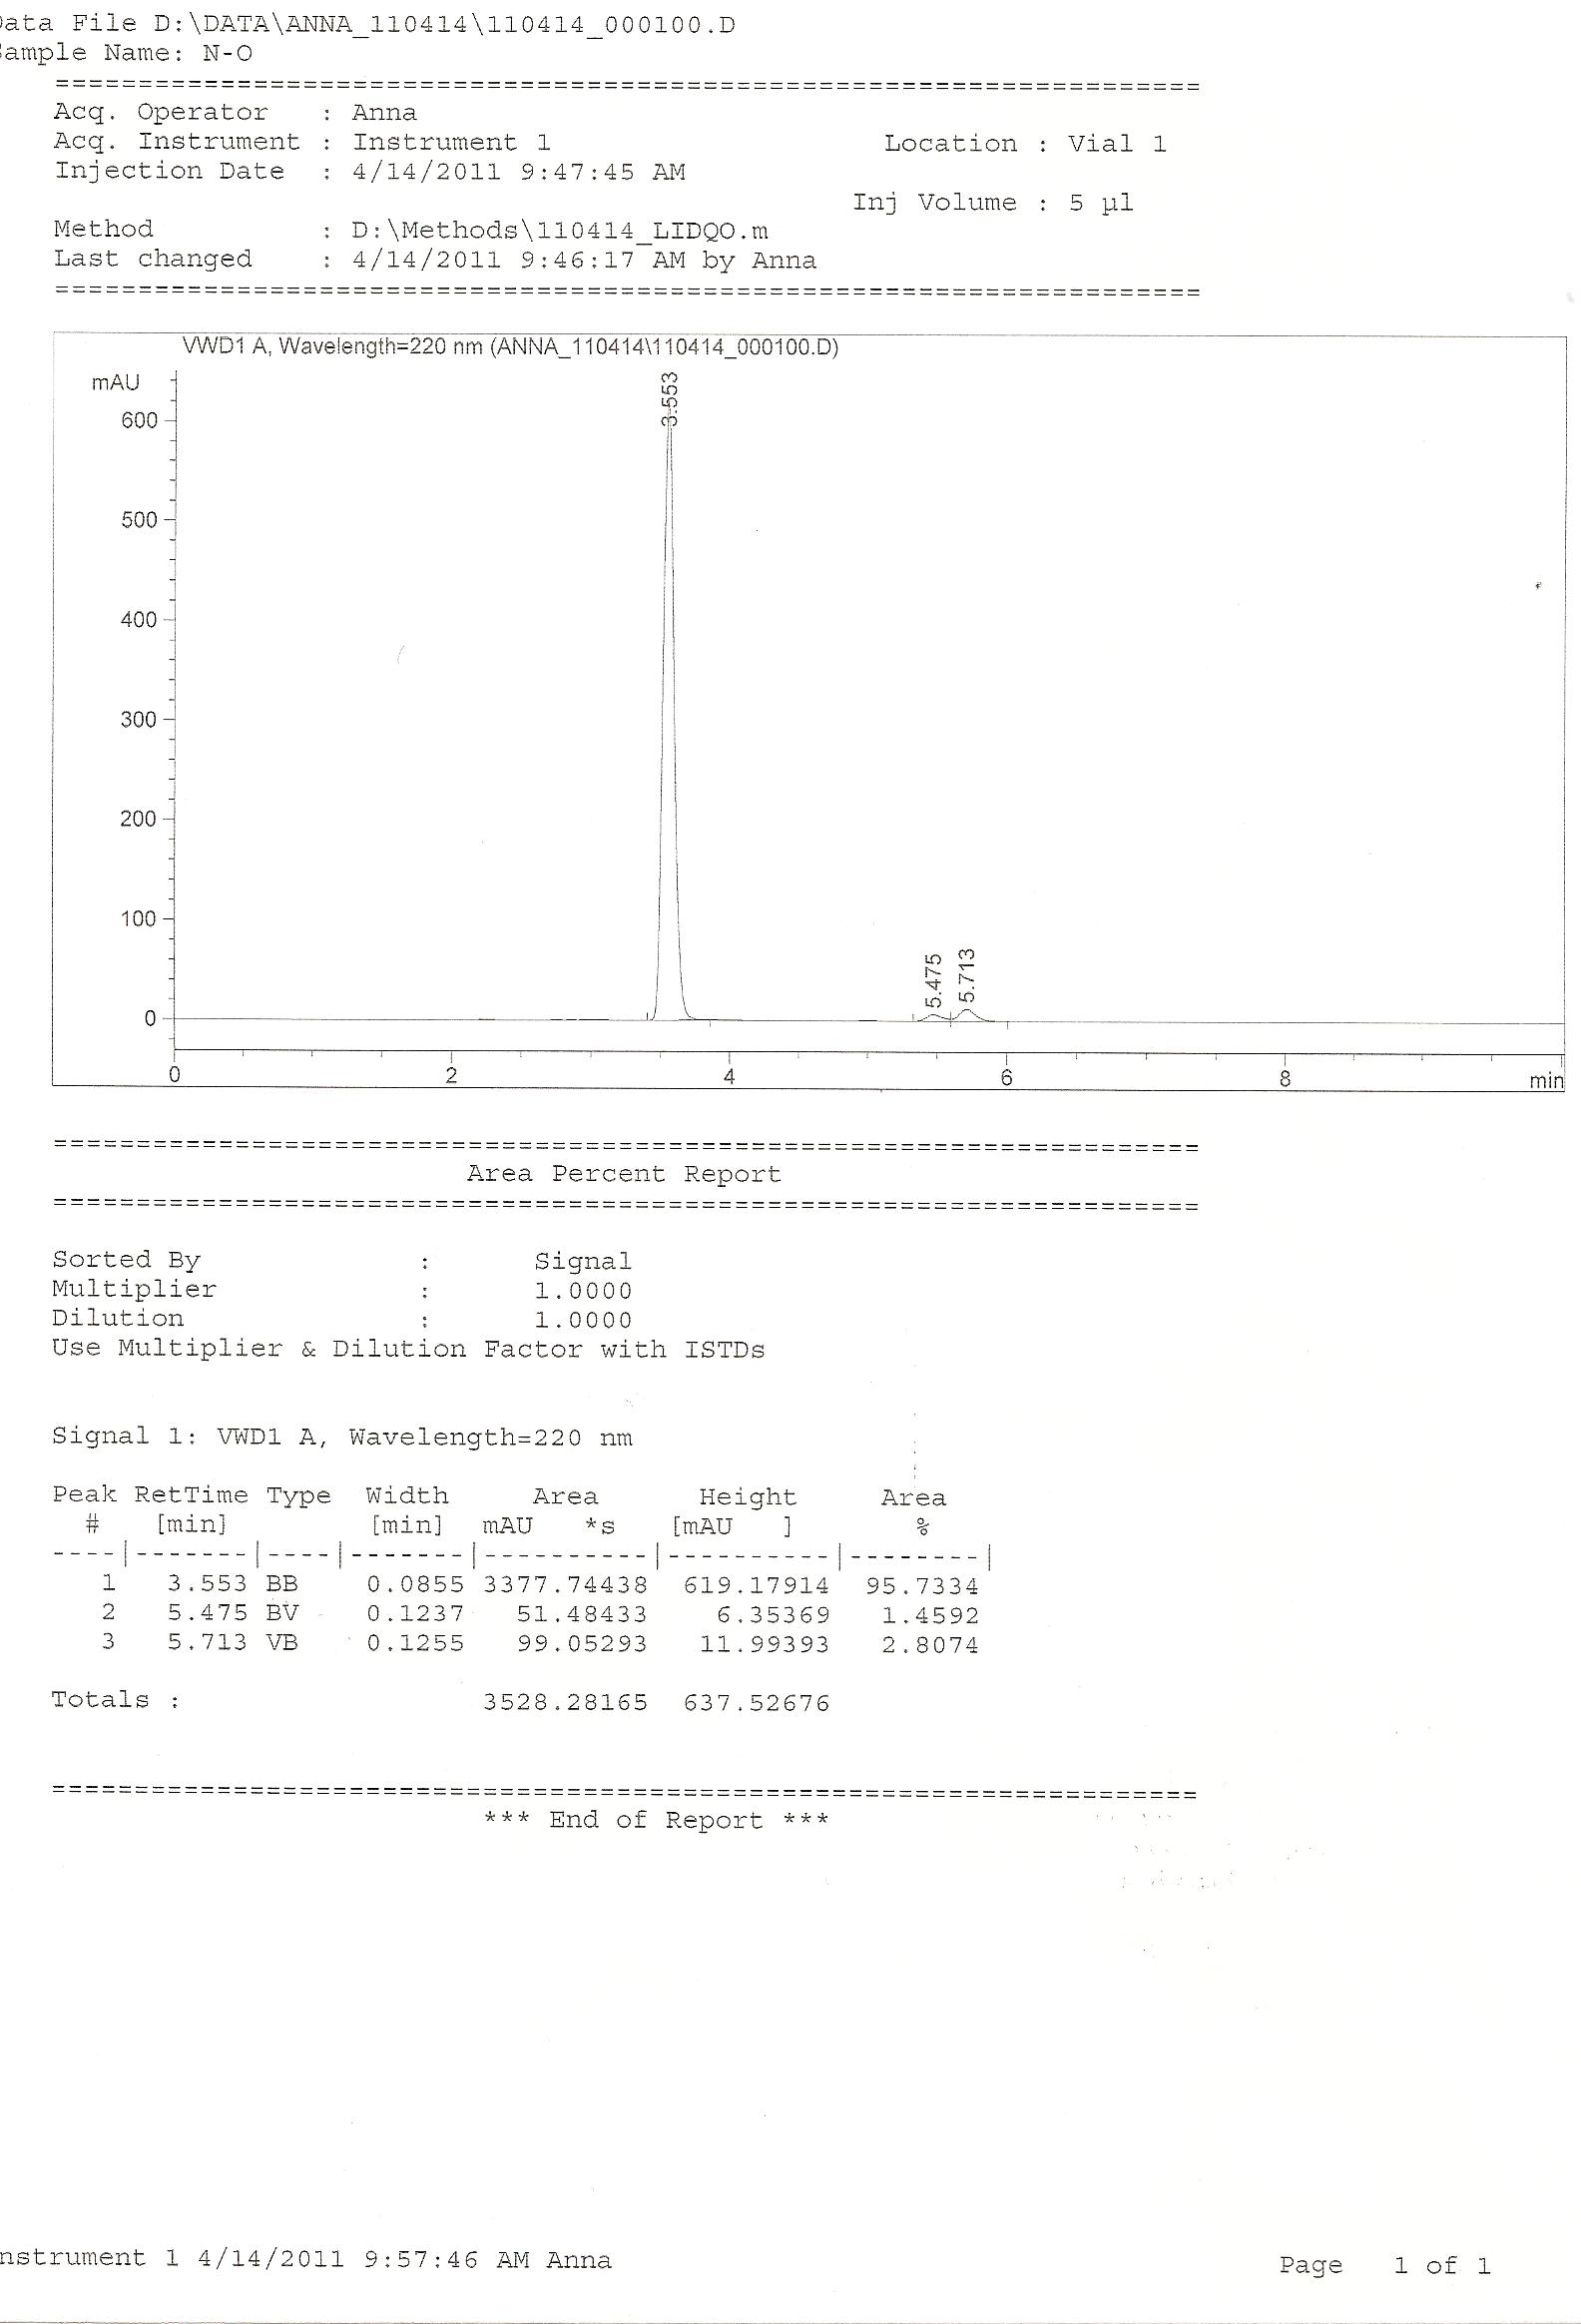 Data File D:\DATA\ANNA_110414\110414_000100.D
Sample Name: N-O
=====================================================================
Acq. Operator   : Anna
Acq. Instrument : Instrument 1                    Location : Vial 1
Injection Date  : 4/14/2011 9:47:45 AM
Inj Volume : 5 µl
Method          : D:\Methods\110414_LIDQO.m
Last changed    : 4/14/2011 9:46:17 AM by Anna
=====================================================================
VWD1 A, Wavelength=220 nm (ANNA_110414\110414_000100.D)
mAU
3.553
600
500
400
300
200
100
5.475
5.713
0
0 2 4 6 8 min
=====================================================================
Area Percent Report
=====================================================================
Sorted By             :      Signal
Multiplier            :      1.0000
Dilution              :      1.0000
Use Multiplier & Dilution Factor with ISTDs
Signal 1: VWD1 A, Wavelength=220 nm
Peak RetTime Type  Width     Area      Height     Area
#   [min]        [min]  mAU   *s   [mAU   ]      %
----|-------|----|-------|----------|----------|--------|
1   3.553 BB    0.0855 3377.74438  619.17914  95.7334
2   5.475 BV    0.1237   51.48433    6.35369   1.4592
3   5.713 VB    0.1255   99.05293   11.99393   2.8074
Totals :                  3528.28165  637.52676
=====================================================================
*** End of Report ***
nstrument 1 4/14/2011 9:57:46 AM Anna
Page   1 of 1